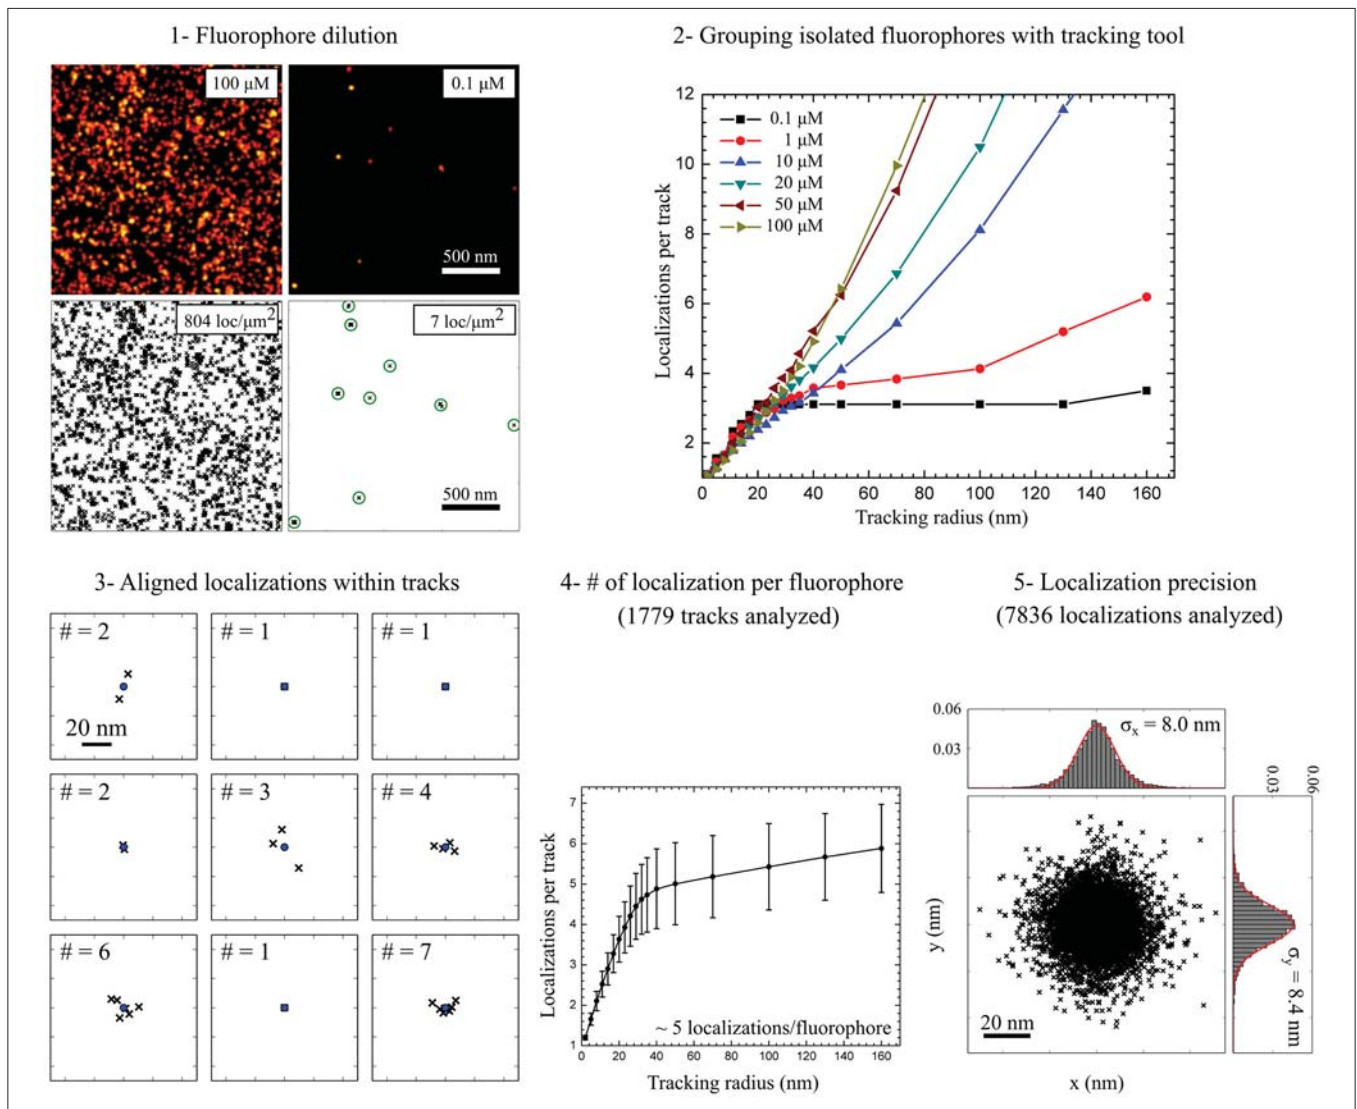 1- Fluorophore dilution
100 μM
0.1 μM
500 nm
804 loc/μm²
7 loc/μm²
500 nm
2- Grouping isolated fluorophores with tracking tool
Localizations per track
12
10
8
6
4
2
0.1 μM
1 μM
10 μM
20 μM
50 μM
100 μM
0 20 40 60 80 100 120 140 160
Tracking radius (nm)
3- Aligned localizations within tracks
# = 2
# = 1
# = 1
20 nm
# = 2
# = 3
# = 4
# = 6
# = 1
# = 7
4- # of localization per fluorophore
(1779 tracks analyzed)
Localizations per track
7
6
5
4
3
2
1
~ 5 localizations/fluorophore
0 20 40 60 80 100 120 140 160
Tracking radius (nm)
5- Localization precision
(7836 localizations analyzed)
0.06
0.03
σx = 8.0 nm
0.03
0.06
σy = 8.4 nm
y (nm)
20 nm
x (nm)